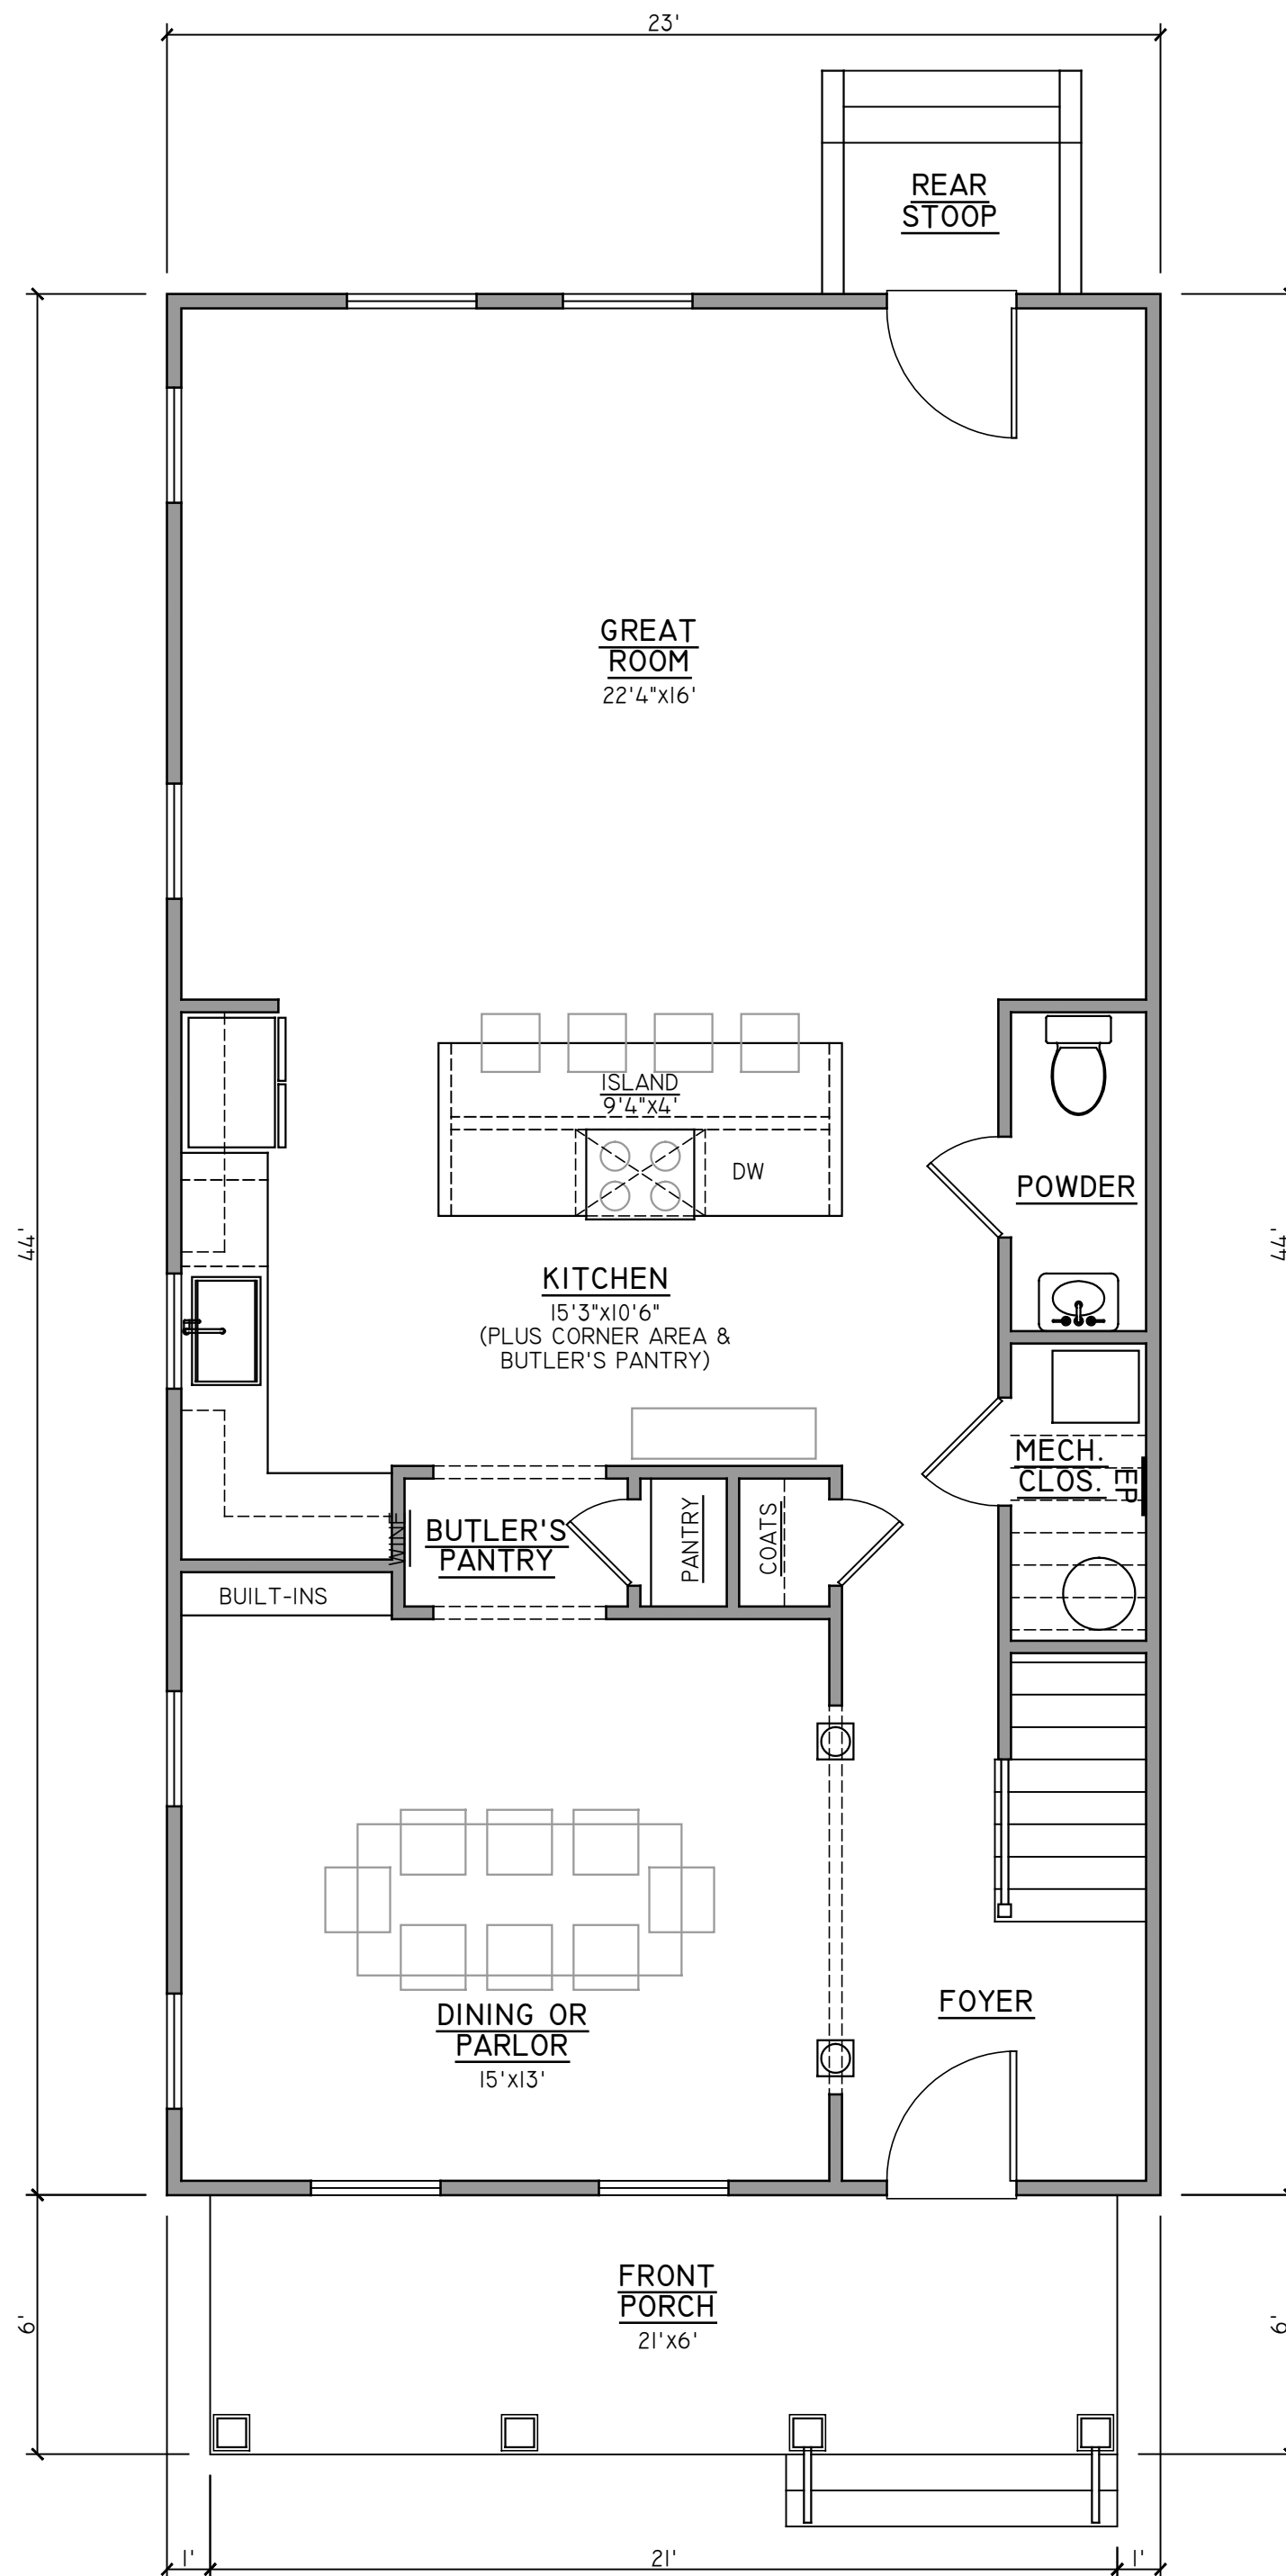 23'
REAR
STOOP
GREAT
ROOM
22'4"x16'
ISLAND
9'4"x4'
DW
POWDER
44'
44'
KITCHEN
15'3"x10'6"
(PLUS CORNER AREA &
BUTLER'S PANTRY)
MECH.
CLOS.
EP
WINE
BUTLER'S
PANTRY
PANTRY
COATS
BUILT-INS
FOYER
DINING OR
PARLOR
15'x13'
FRONT
PORCH
21'x6'
6'
6'
1'
21'
1'